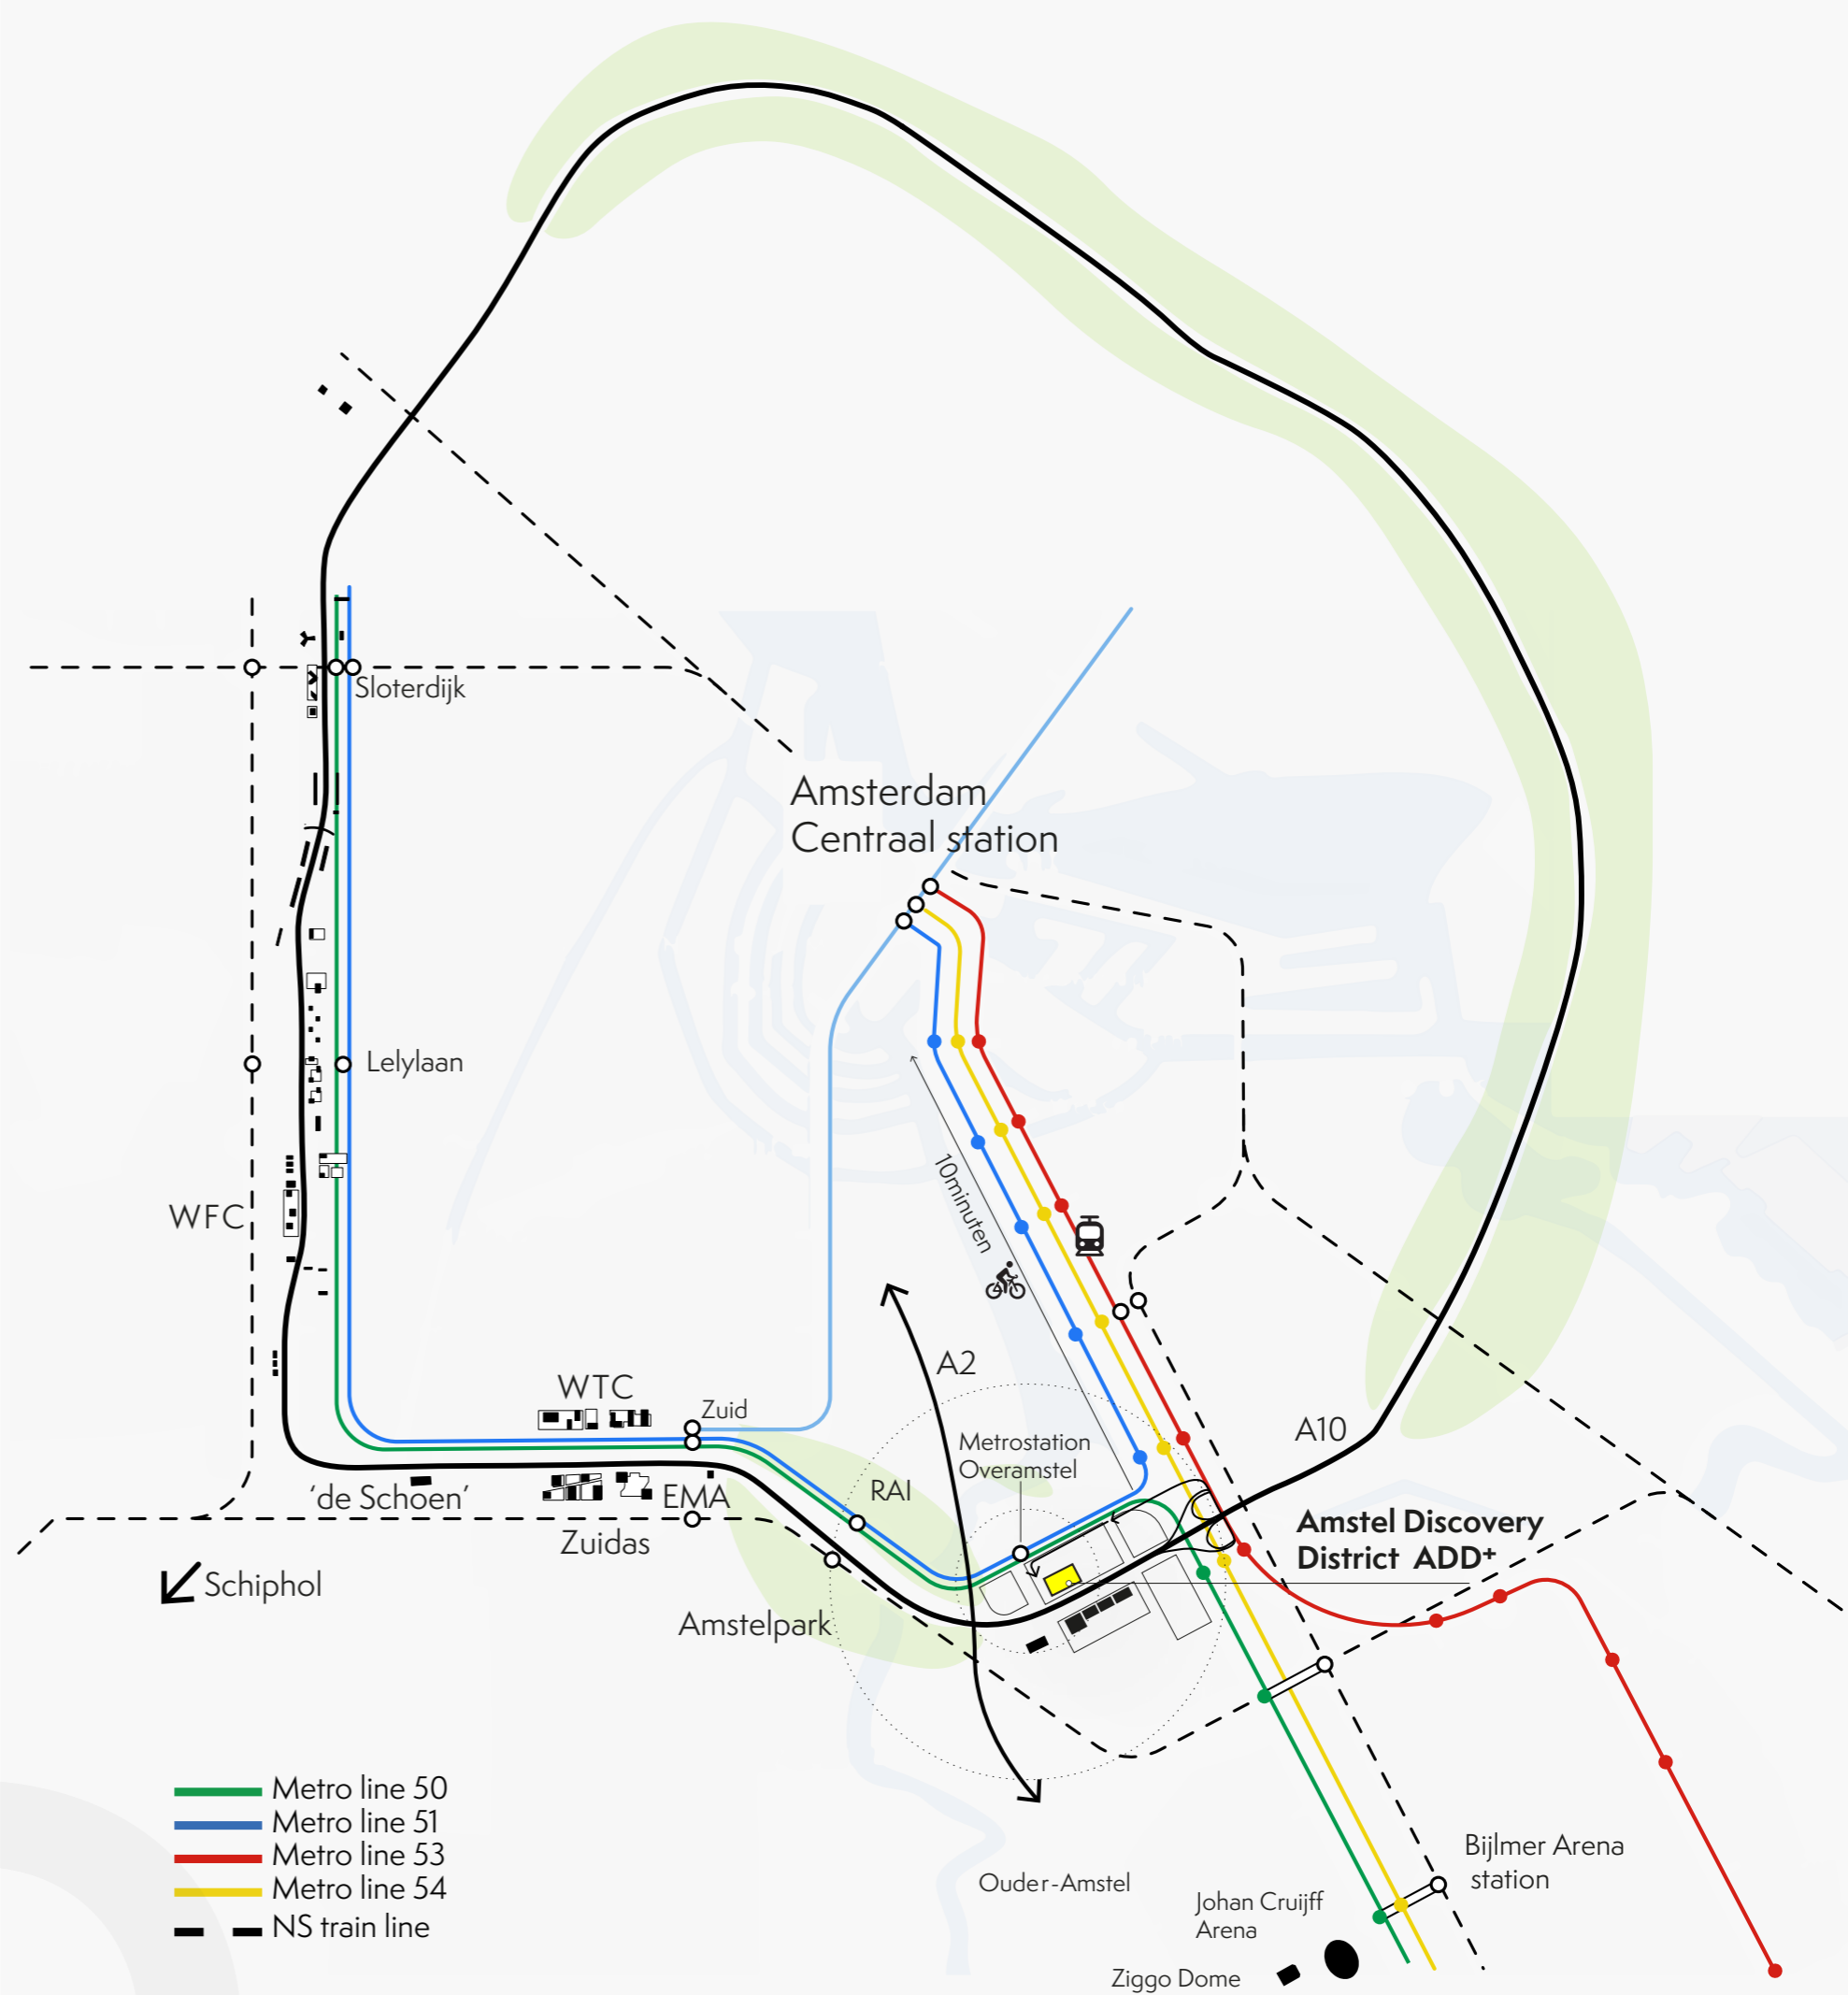 Sloterdijk
Amsterdam
Centraal station
Lelylaan
10minuten
WFC
A2
WTC
Zuid
A10
Metrostation
Overamstel
RAI
'de Schoen'
EMA
Zuidas
Amstel Discovery
District ADD+
Schiphol
Amstelpark
Metro line 50
Metro line 51
Metro line 53
Metro line 54
NS train line
Bijlmer Arena
station
Ouder-Amstel
Johan Cruijff
Arena
Ziggo Dome